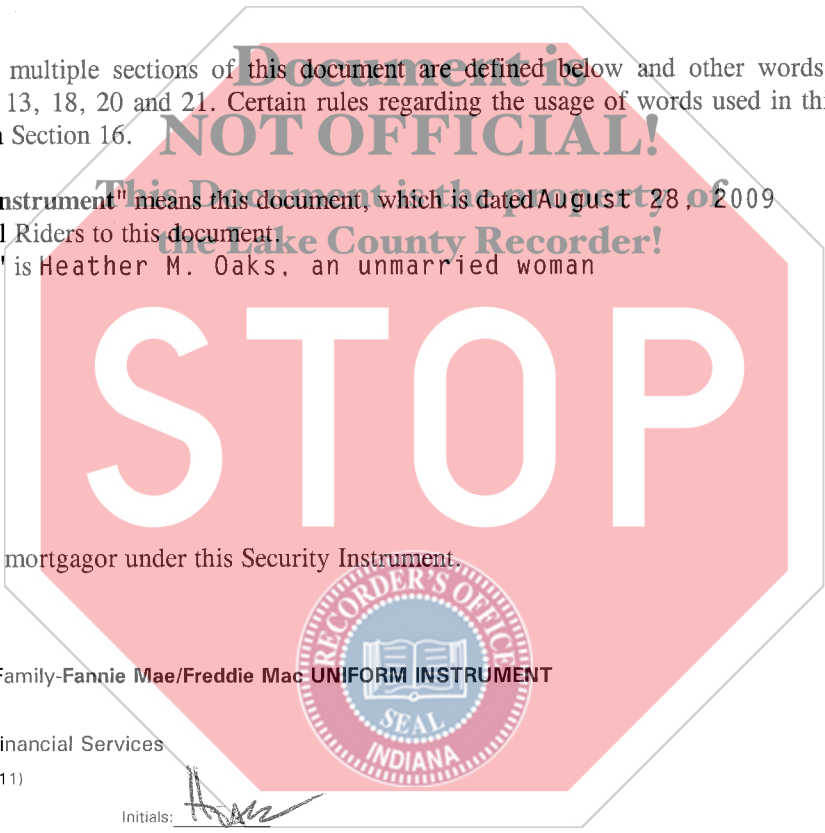 Document is
multiple sections of this document are defined below and other words
13, 18, 20 and 21. Certain rules regarding the usage of words used in thi
Section 16.
NOT OFFICIAL!
This Document is the property of
nstrument" means this document, which is dated August 28, 2009
l Riders to this document.
the Lake County Recorder!
" is Heather M. Oaks, an unmarried woman
STOP
mortgagor under this Security Instrument.
RECORDER'S OFFICE
SEAL
INDIANA
Family-Fannie Mae/Freddie Mac UNIFORM INSTRUMENT
inancial Services
11)
Initials: